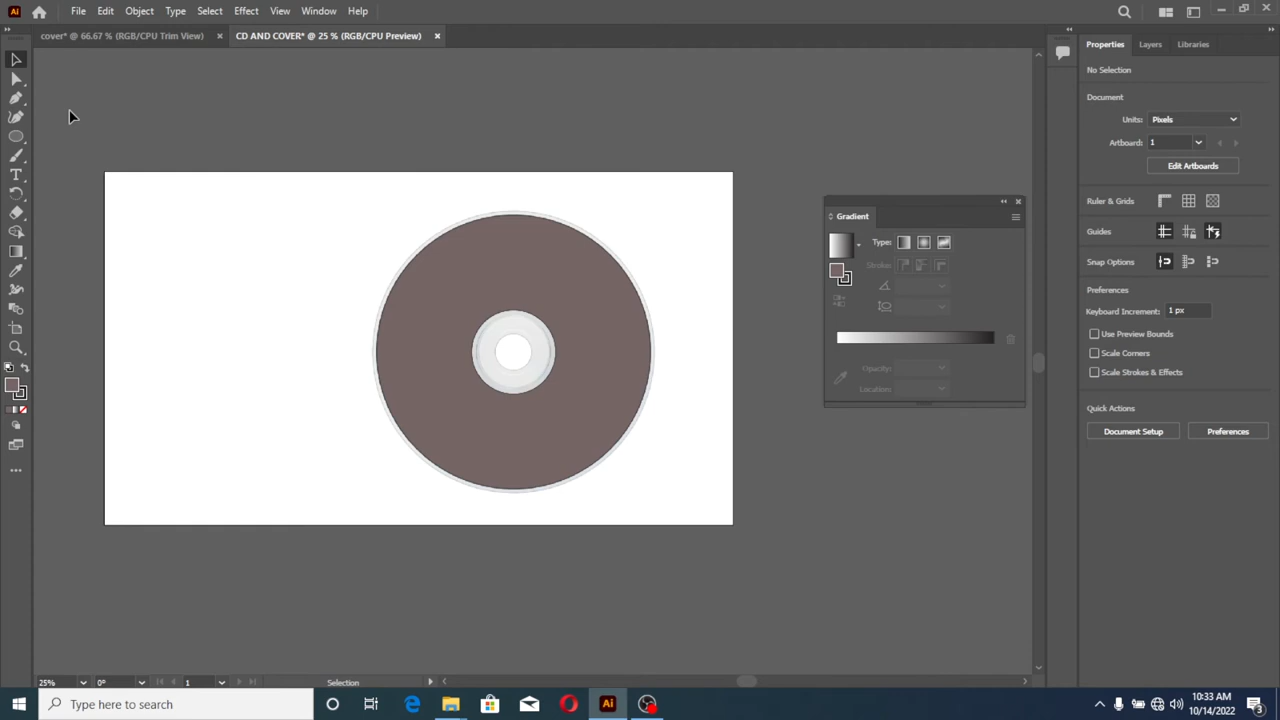 Ai File Edit Object Type Select Effect View Window Help
cover* @ 66.67 % (RGB/CPU Trim View) × CD AND COVER* @ 25 % (RGB/CPU Preview) ×
Properties Layers Libraries
No Selection
Document
Units: Pixels
Artboard: 1
Edit Artboards
Ruler & Grids
Guides
Snap Options
Preferences
Keyboard Increment: 1 px
Use Preview Bounds
Scale Corners
Scale Strokes & Effects
Quick Actions
Document Setup Preferences
Gradient
Type:
Stroke:
Opacity:
Location:
25% 0° 1 Selection
Type here to search
Ai
10:33 AM
10/14/2022
3